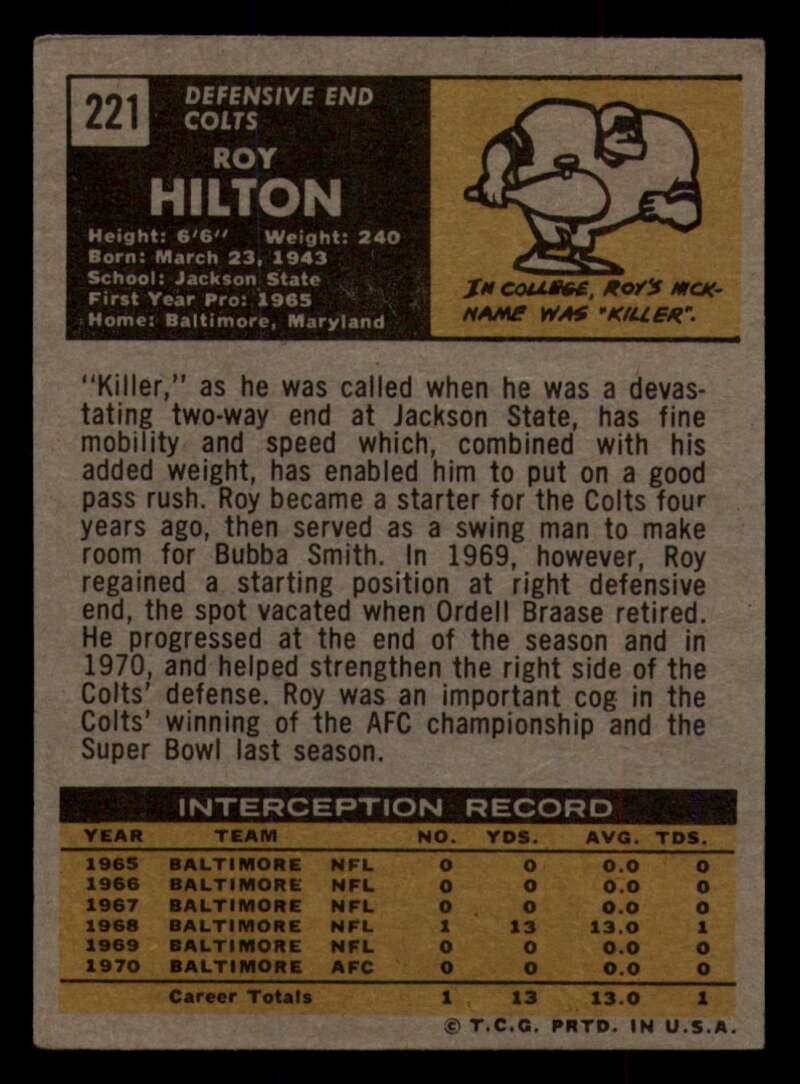 221
DEFENSIVE END
COLTS
ROY
HILTON
Height: 6'6" Weight: 240
Born: March 23, 1943
School: Jackson State
First Year Pro: 1965
Home: Baltimore, Maryland
IN COLLEGE, ROY'S NICK-
NAME WAS "KILLER".
"Killer," as he was called when he was a devas-
tating two-way end at Jackson State, has fine
mobility and speed which, combined with his
added weight, has enabled him to put on a good
pass rush. Roy became a starter for the Colts four
years ago, then served as a swing man to make
room for Bubba Smith. In 1969, however, Roy
regained a starting position at right defensive
end, the spot vacated when Ordell Braase retired.
He progressed at the end of the season and in
1970, and helped strengthen the right side of the
Colts' defense. Roy was an important cog in the
Colts' winning of the AFC championship and the
Super Bowl last season.
INTERCEPTION RECORD
YEAR TEAM NO. YDS. AVG. TDS.
1965 BALTIMORE NFL 0 0 0.0 0
1966 BALTIMORE NFL 0 0 0.0 0
1967 BALTIMORE NFL 0 0 0.0 0
1968 BALTIMORE NFL 1 13 13.0 1
1969 BALTIMORE NFL 0 0 0.0 0
1970 BALTIMORE AFC 0 0 0.0 0
Career Totals 1 13 13.0 1
© T.C.G. PRTD. IN U.S.A.